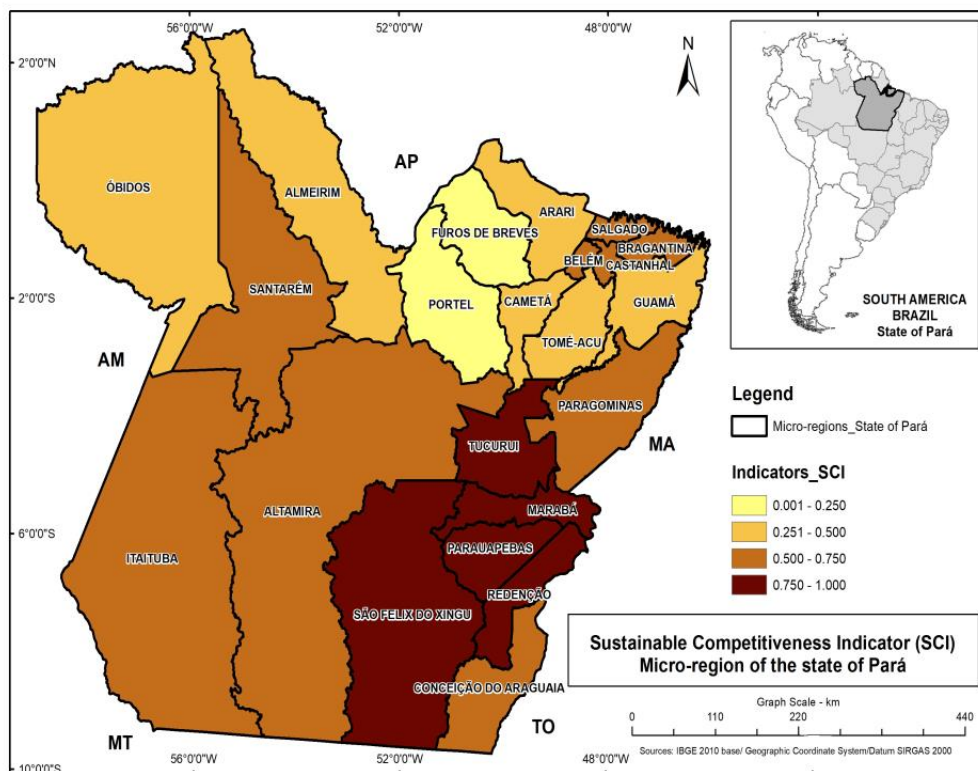 56°0'0"W
52°0'0"W
48°0'0"W
2°0'0"N
N
AP
ÓBIDOS
ALMEIRIM
ARARI
FUROS DE BREVES
SALGADO
BRAGANTINA
BELÉM
CASTANHAL
SANTARÉM
2°0'0"S
PORTEL
CAMETÁ
GUAMÁ
TOMÉ-ACU
AM
PARAGOMINAS
MA
TUCURUI
ALTAMIRA
MARABÁ
6°0'0"S
ITAITUBA
PARAUAPEBAS
REDENÇÃO
SÃO FELIX DO XINGU
CONCEIÇÃO DO ARAGUAIA
MT
TO
56°0'0"W
52°0'0"W
48°0'0"W
10°0'0"S
SOUTH AMERICA
BRAZIL
State of Pará
Legend
Micro-regions_State of Pará
Indicators_SCI
0.001 - 0.250
0.251 - 0.500
0.500 - 0.750
0.750 - 1.000
Sustainable Competitiveness Indicator (SCI)
Micro-region of the state of Pará
Graph Scale - km
0 110 220 330 440
Sources: IBGE 2010 base/ Geographic Coordinate System/Datum SIRGAS 2000